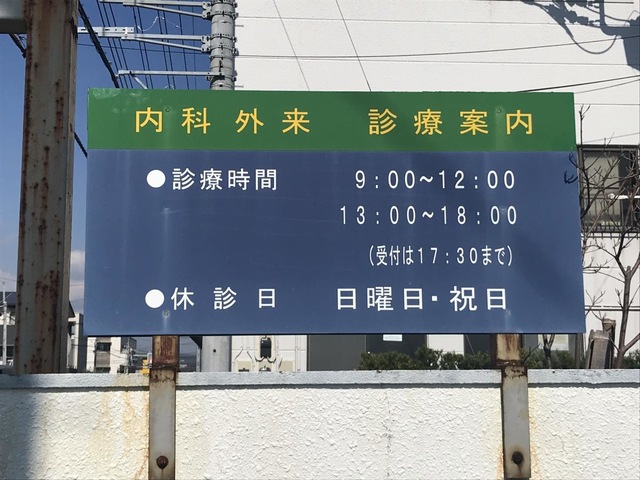 内科外来　診療案内
●診療時間　9:00～12:00
13:00～18:00
(受付は17:30まで)
●休診日　日曜日・祝日